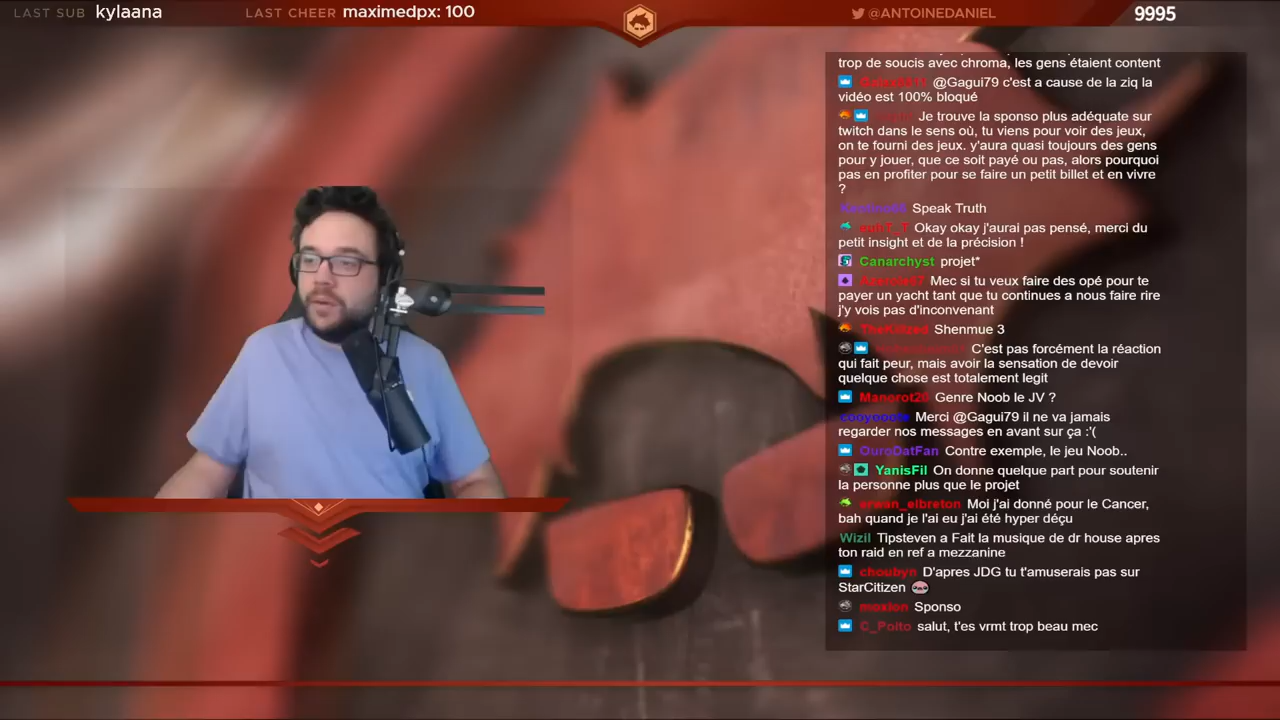 LAST SUB kylaana LAST CHEER maximedpx: 100 @ANTOINEDANIEL 9995
trop de soucis avec chroma, les gens étaient content
@Gagui79 c'est a cause de la ziq la
vidéo est 100% bloqué
Je trouve la sponso plus adéquate sur
twitch dans le sens où, tu viens pour voir des jeux,
on te fourni des jeux. y'aura quasi toujours des gens
pour y jouer, que ce soit payé ou pas, alors pourquoi
pas en profiter pour se faire un petit billet et en vivre
?
Speak Truth
Okay okay j'aurai pas pensé, merci du
petit insight et de la précision !
Canarchyst projet*
Mec si tu veux faire des opé pour te
payer un yacht tant que tu continues a nous faire rire
j'y vois pas d'inconvenant
Shenmue 3
C'est pas forcément la réaction
qui fait peur, mais avoir la sensation de devoir
quelque chose est totalement legit
Manorot20 Genre Noob le JV ?
Merci @Gagui79 il ne va jamais
regarder nos messages en avant sur ça :'(
OuroDatFan Contre exemple, le jeu Noob..
YanisFil On donne quelque part pour soutenir
la personne plus que le projet
erwan_elbreton Moi j'ai donné pour le Cancer,
bah quand je l'ai eu j'ai été hyper déçu
Wizil Tipsteven a Fait la musique de dr house apres
ton raid en ref a mezzanine
choubyn D'apres JDG tu t'amuserais pas sur
StarCitizen
moxion Sponso
C_Polto salut, t'es vrmt trop beau mec